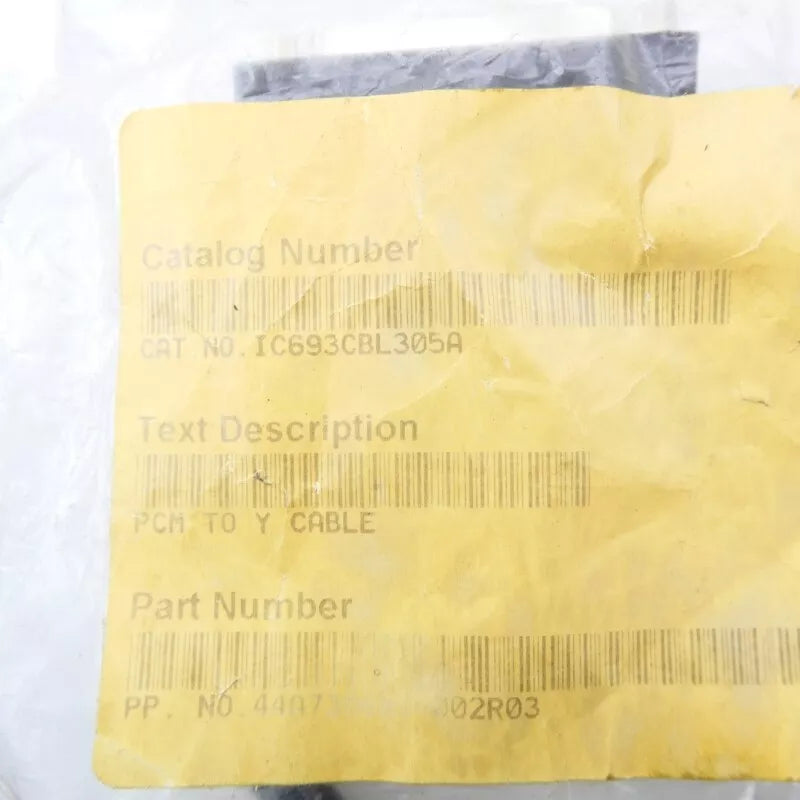 Catalog Number
CAT NO. IC693CBL305A
Text Description
PCM TO Y CABLE
Part Number
PP. NO.